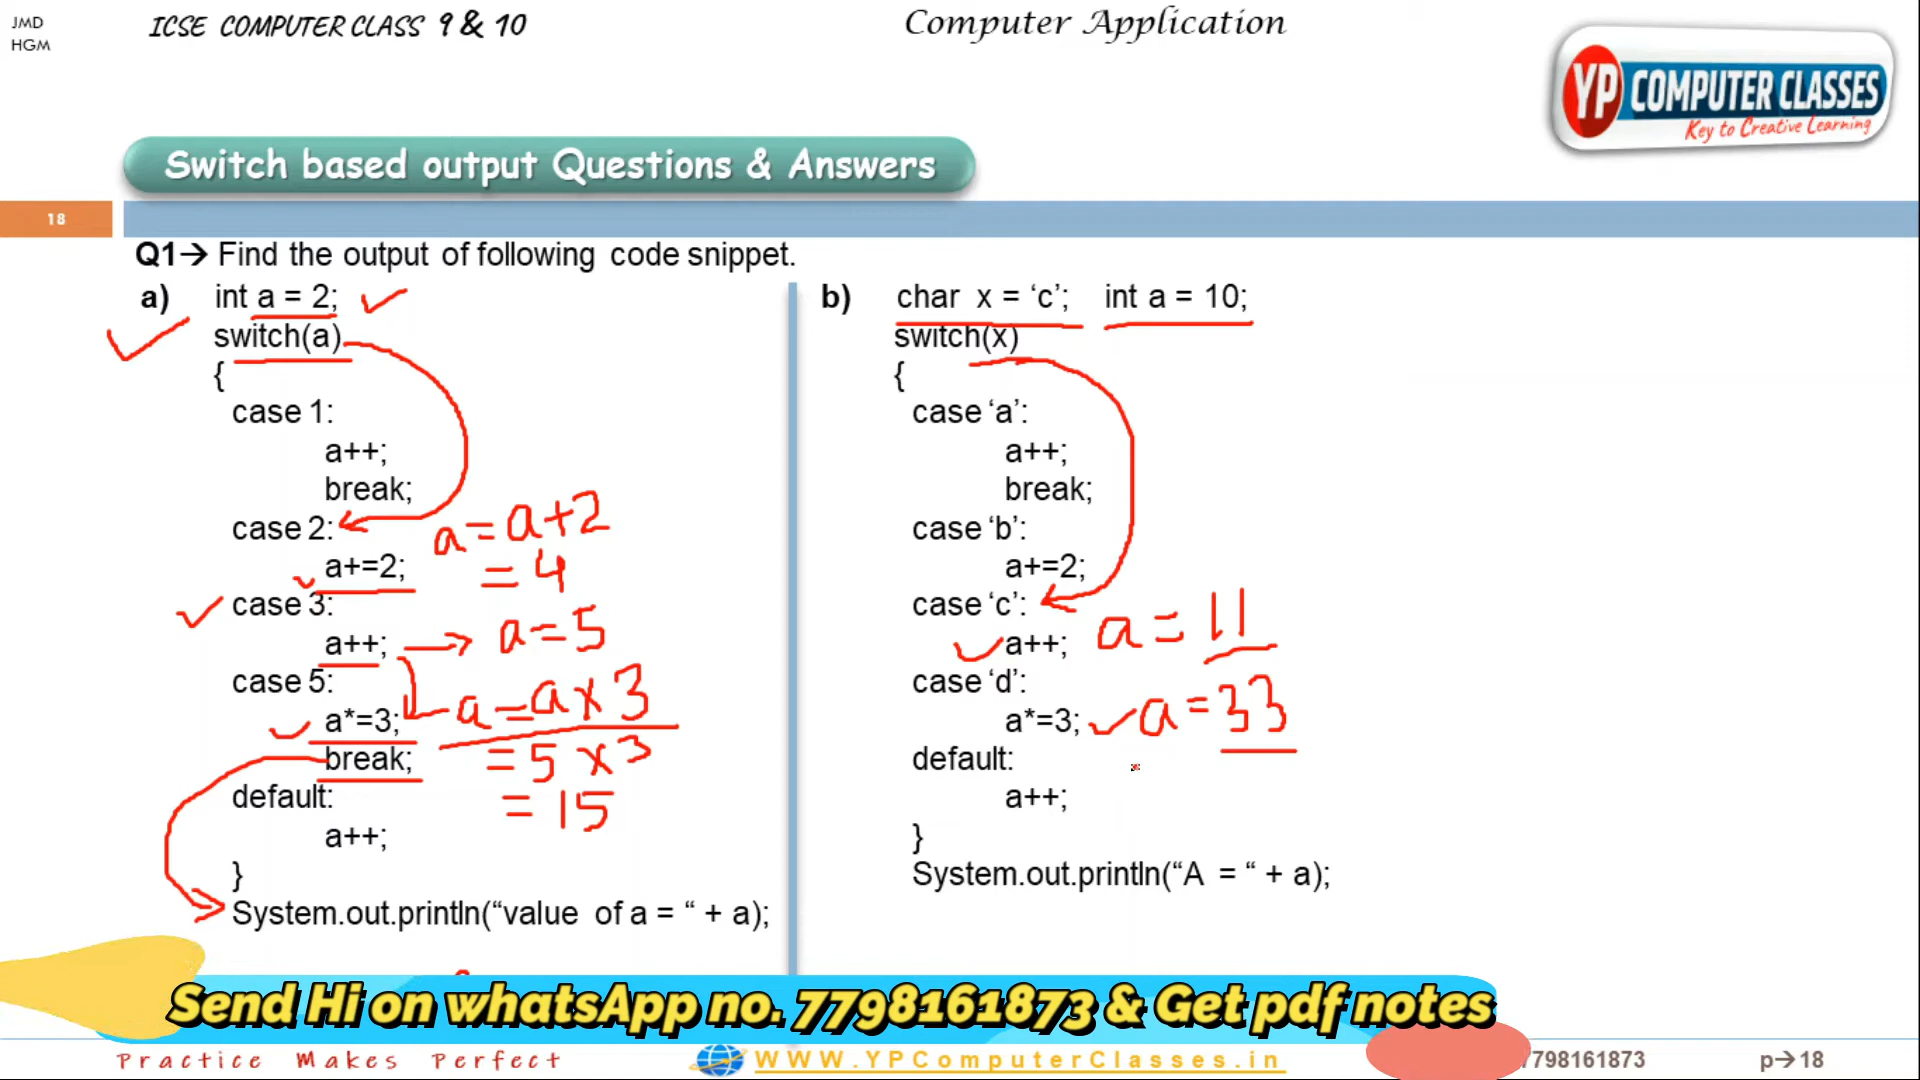 JMD
HGM
ICSE COMPUTER CLASS 9 & 10
Computer Application
YP COMPUTER CLASSES
Key to Creative Learning
Switch based output Questions & Answers
18
Q1→ Find the output of following code snippet.
a) int a = 2;
switch(a)
{
case 1:
a++;
break;
case 2:
a+=2;
case 3:
a++;
case 5:
a*=3;
break;
default:
a++;
}
System.out.println(“value of a = “ + a);
a = a+2
= 4
a = 5
a = a x 3
= 5 x 3
= 15
b) char x = ‘c’; int a = 10;
switch(x)
{
case ‘a’:
a++;
break;
case ‘b’:
a+=2;
case ‘c’:
a++;
case ‘d’:
a*=3;
default:
a++;
}
System.out.println(“A = “ + a);
a = 11
a = 33
Send Hi on whatsApp no. 7798161873 & Get pdf notes
Practice Makes Perfect
WWW.YPComputerClasses.in
7798161873
p→18